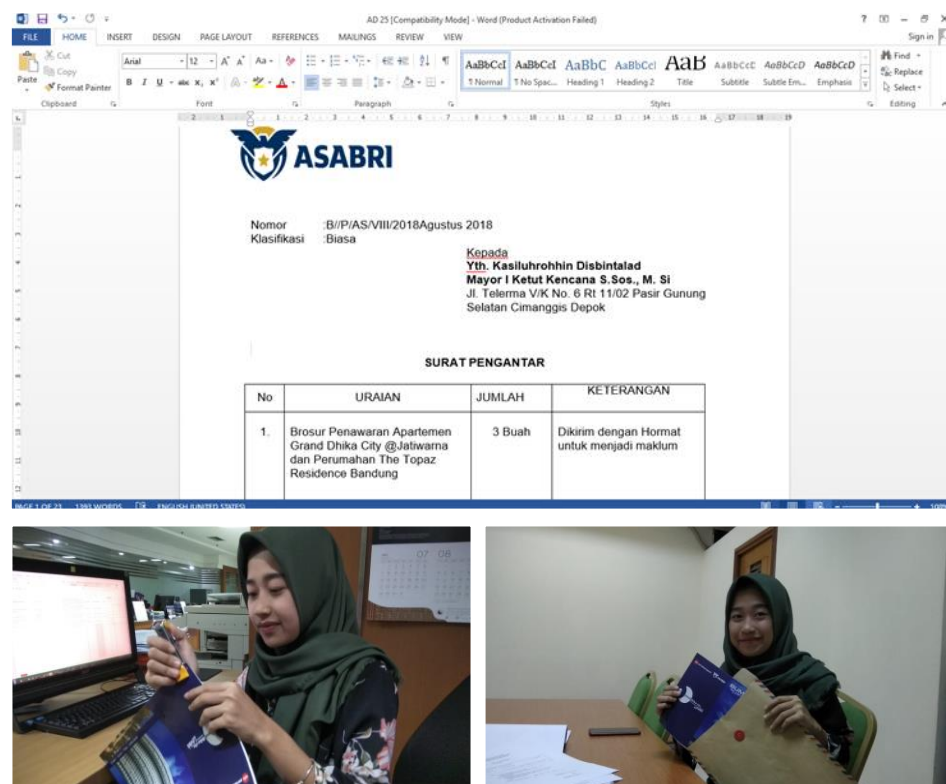 AD 25 [Compatibility Mode] - Word (Product Activation Failed)
FILE HOME INSERT DESIGN PAGE LAYOUT REFERENCES MAILINGS REVIEW VIEW
Sign in
Cut
Copy
Format Painter
Paste
Arial 12
AaBbCcI AaBbCcI AaBbC AaBbCcI AaB AaBbCcC AaBbCcD AaBbCcD
¶ Normal ¶ No Spac... Heading 1 Heading 2 Title Subtitle Subtle Em... Emphasis
Find
Replace
Select
Clipboard Font Paragraph Styles Editing
ASABRI
Nomor :B//P/AS/VIII/2018Agustus 2018
Klasifikasi :Biasa
Kepada
Yth. Kasiluhrohhin Disbintalad
Mayor I Ketut Kencana S.Sos., M. Si
Jl. Telerma V/K No. 6 Rt 11/02 Pasir Gunung
Selatan Cimanggis Depok
SURAT PENGANTAR
No URAIAN JUMLAH KETERANGAN
1. Brosur Penawaran Apartemen 3 Buah Dikirim dengan Hormat
Grand Dhika City @Jatiwarna untuk menjadi maklum
dan Perumahan The Topaz
Residence Bandung
PAGE 1 OF 23 1393 WORDS ENGLISH (UNITED STATES) 100%
07 08